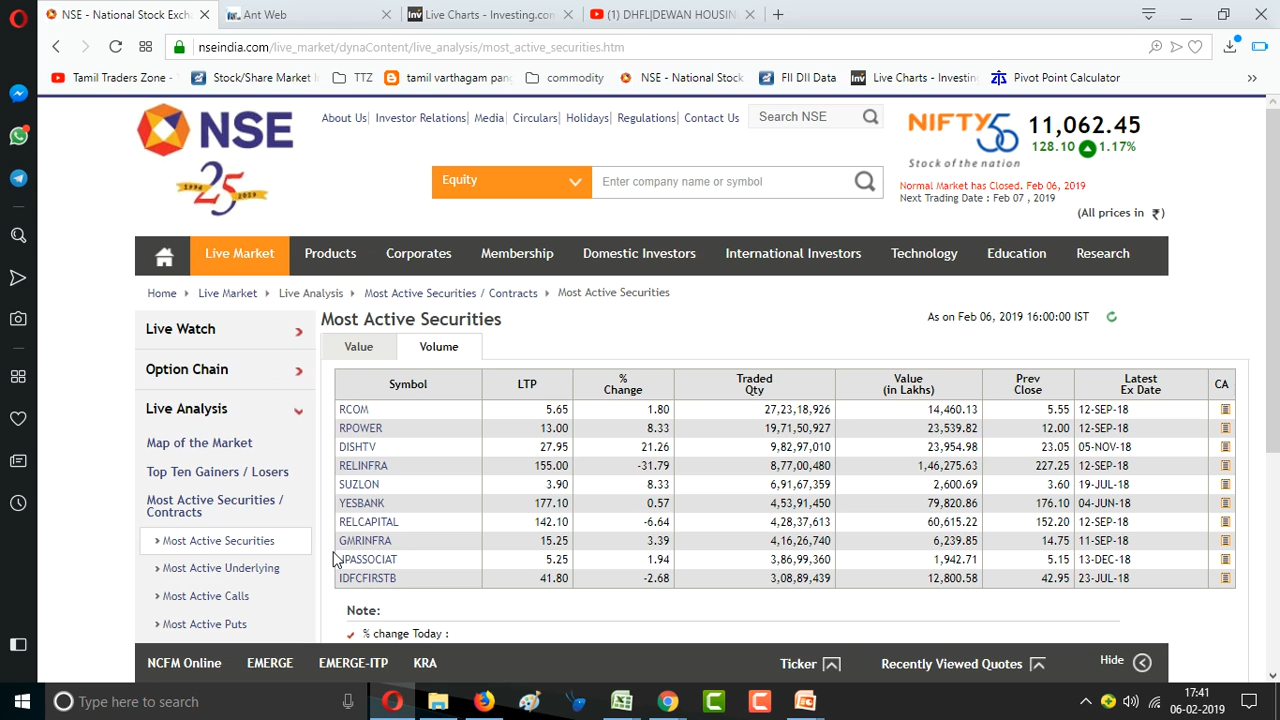 NSE - National Stock Excha
Ant Web
Live Charts - Investing.com
(1) DHFL|DEWAN HOUSIN
nseindia.com/live_market/dynaContent/live_analysis/most_active_securities.htm
Tamil Traders Zone -
Stock/Share Market I
TTZ
tamil varthagam pan
commodity
NSE - National Stock
FII DII Data
Live Charts - Investin
Pivot Point Calculator
NSE
1994 25 2019
About Us| Investor Relations| Media| Circulars| Holidays| Regulations| Contact Us
Search NSE
NIFTY50
Stock of the nation
11,062.45
128.10 1.17%
Equity
Enter company name or symbol
Normal Market has Closed. Feb 06, 2019
Next Trading Date : Feb 07 , 2019
(All prices in ₹)
Live Market Products Corporates Membership Domestic Investors International Investors Technology Education Research
Home Live Market Live Analysis Most Active Securities / Contracts Most Active Securities
Live Watch
Option Chain
Live Analysis
Map of the Market
Top Ten Gainers / Losers
Most Active Securities /
Contracts
Most Active Securities
Most Active Underlying
Most Active Calls
Most Active Puts
Most Active Securities
As on Feb 06, 2019 16:00:00 IST
Value Volume
Symbol LTP % Change Traded Qty Value (in Lakhs) Prev Close Latest Ex Date CA
RCOM 5.65 1.80 27,23,18,926 14,460.13 5.55 12-SEP-18
RPOWER 13.00 8.33 19,71,50,927 23,539.82 12.00 12-SEP-18
DISHTV 27.95 21.26 9,82,97,010 23,954.98 23.05 05-NOV-18
RELINFRA 155.00 -31.79 8,77,00,480 1,46,275.63 227.25 12-SEP-18
SUZLON 3.90 8.33 6,91,67,359 2,600.69 3.60 19-JUL-18
YESBANK 177.10 0.57 4,53,91,450 79,820.86 176.10 04-JUN-18
RELCAPITAL 142.10 -6.64 4,28,37,613 60,615.22 152.20 12-SEP-18
GMRINFRA 15.25 3.39 4,16,26,740 6,239.85 14.75 11-SEP-18
JPASSOCIAT 5.25 1.94 3,86,99,360 1,942.71 5.15 13-DEC-18
IDFCFIRSTB 41.80 -2.68 3,08,89,439 12,800.58 42.95 23-JUL-18
Note:
% change Today :
NCFM Online EMERGE EMERGE-ITP KRA
Ticker Recently Viewed Quotes Hide
Type here to search
17:41
06-02-2019